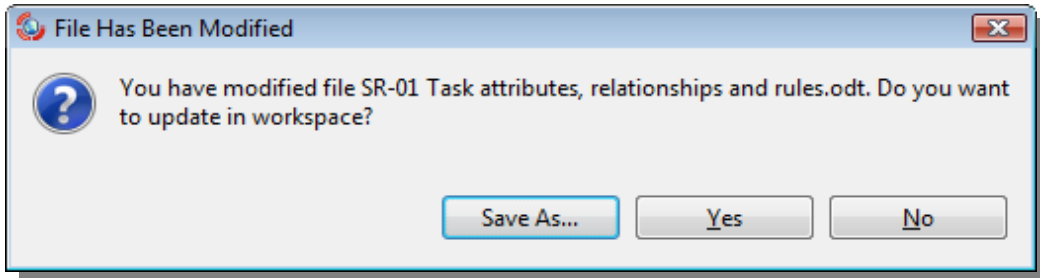 File Has Been Modified
You have modified file SR-01 Task attributes, relationships and rules.odt. Do you want
to update in workspace?
Save As...
Yes
No